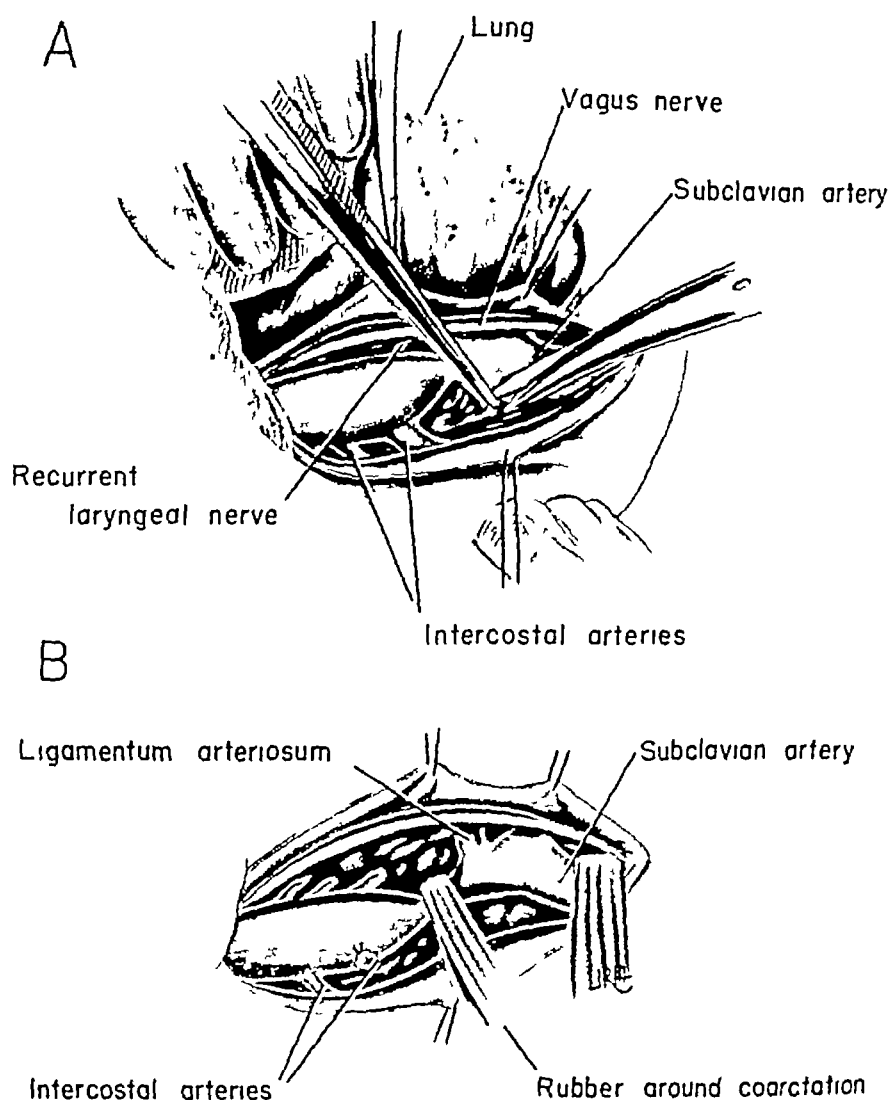 A
Lung
Vagus nerve
Subclavian artery
Recurrent
laryngeal nerve
Intercostal arteries
B
Ligamentum arteriosum
Subclavian artery
Intercostal arteries
Rubber around coarctation